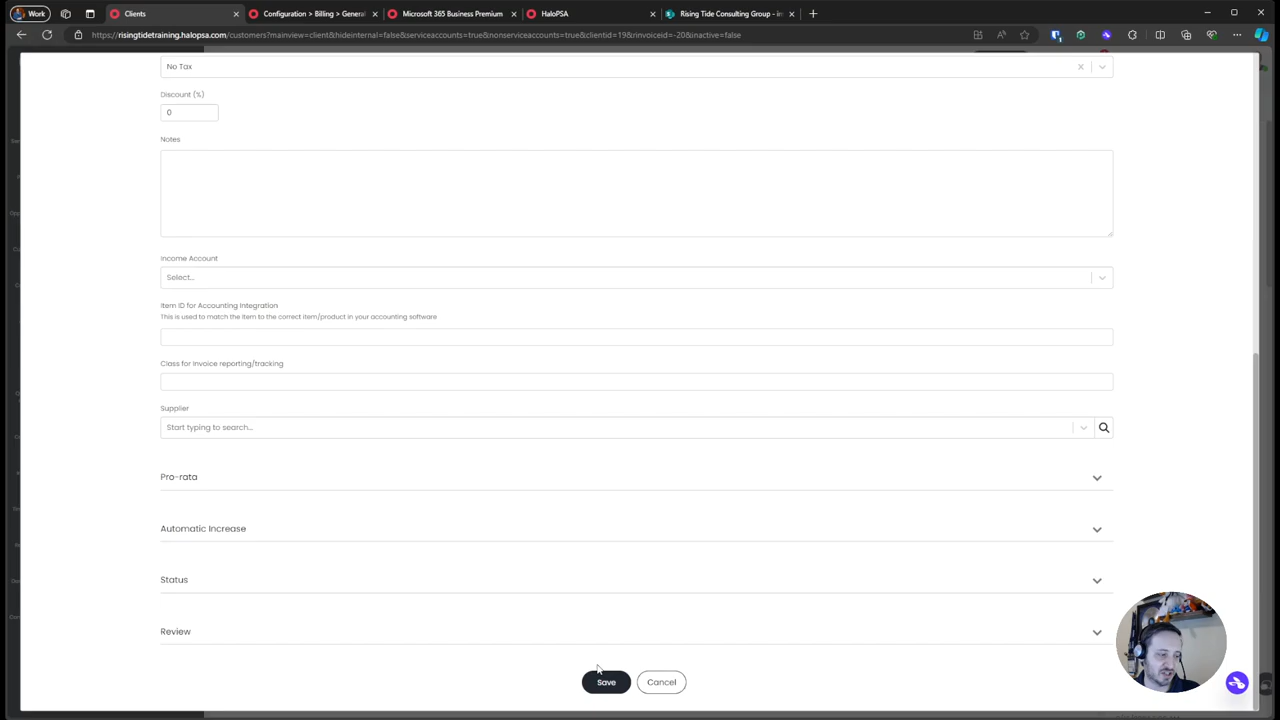 Work
Clients
Configuration > Billing > General
Microsoft 365 Business Premium
HaloPSA
Rising Tide Consulting Group - in
https://risingtidetraining.halopsa.com/customers?mainview=client&hideinternal=false&serviceaccounts=true&nonserviceaccounts=true&clientid=19&rinvoiceid=-20&inactive=false
No Tax
Discount (%)
0
Notes
Income Account
Select...
Item ID for Accounting Integration
This is used to match the item to the correct item/product in your accounting software
Class for Invoice reporting/tracking
Supplier
Start typing to search...
Pro-rata
Automatic Increase
Status
Review
Save
Cancel